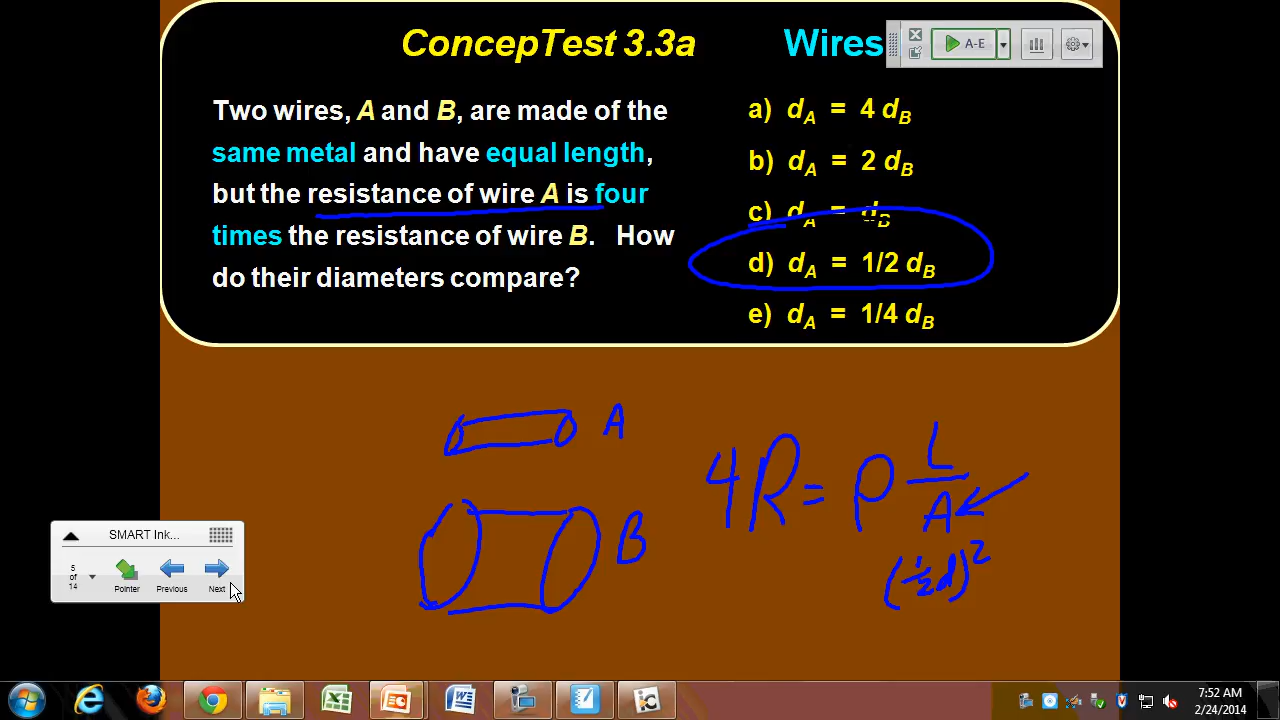 ConcepTest 3.3a Wires
A-E
Two wires, A and B, are made of the
same metal and have equal length,
but the resistance of wire A is four
times the resistance of wire B. How
do their diameters compare?
a) dA = 4 dB
b) dA = 2 dB
c) dA = dB
d) dA = 1/2 dB
e) dA = 1/4 dB
A
B
4R = ρ L/A
(½d)²
SMART Ink...
5 of 14
Pointer
Previous
Next
7:52 AM
2/24/2014